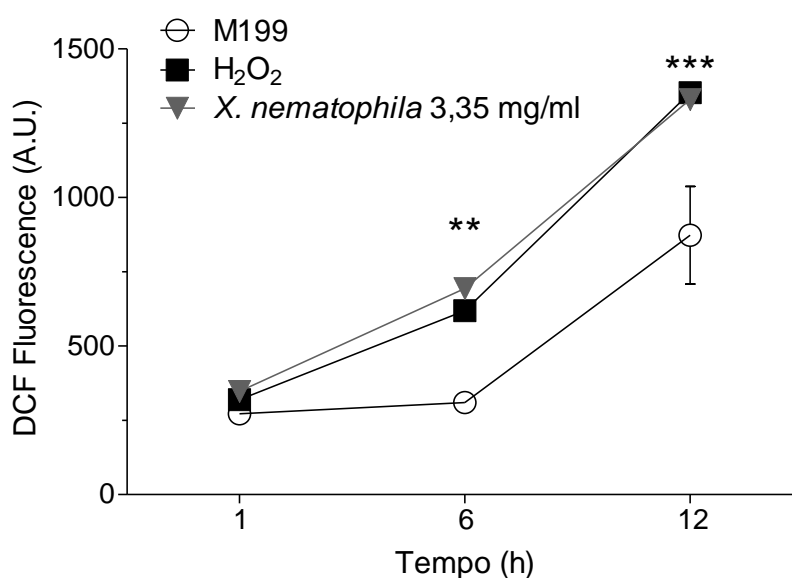 M199
H₂O₂
X. nematophila 3,35 mg/ml
1500
1000
500
0
DCF Fluorescence (A.U.)
**
***
1 6 12
Tempo (h)